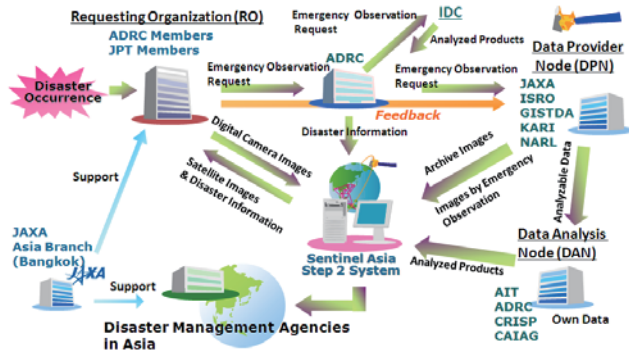 Requesting Organization (RO)
ADRC Members
JPT Members
Disaster
Occurrence
Emergency Observation
Request
IDC
Analyzed Products
Emergency Observation
Request
ADRC
Emergency Observation
Request
Feedback
Data Provider
Node (DPN)
JAXA
ISRO
GISTDA
KARI
NARL
Disaster Information
Digital Camera Images
Satellite Images
& Disaster Information
Archive Images
Images by Emergency
Observation
Analyzable Data
Support
JAXA
Asia Branch
(Bangkok)
JAXA
Support
Sentinel Asia
Step 2 System
Data Analysis
Node (DAN)
Analyzed Products
AIT
ADRC
CRISP
CAIAG
Own Data
Disaster Management Agencies
in Asia